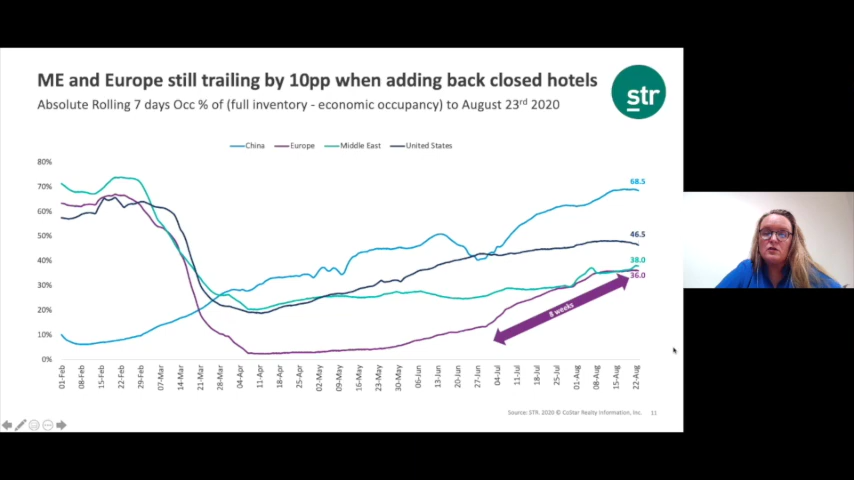 ME and Europe still trailing by 10pp when adding back closed hotels
Absolute Rolling 7 days Occ % of (full inventory - economic occupancy) to August 23rd 2020
str
China Europe Middle East United States
80%
70%
60%
50%
40%
30%
20%
10%
0%
68.5
46.5
38.0
36.0
8 weeks
01-Feb
08-Feb
15-Feb
22-Feb
29-Feb
07-Mar
14-Mar
21-Mar
28-Mar
04-Apr
11-Apr
18-Apr
25-Apr
02-May
09-May
16-May
23-May
30-May
06-Jun
13-Jun
20-Jun
27-Jun
04-Jul
11-Jul
18-Jul
25-Jul
01-Aug
08-Aug
15-Aug
22-Aug
Source: STR. 2020 © CoStar Realty Information, Inc.
11